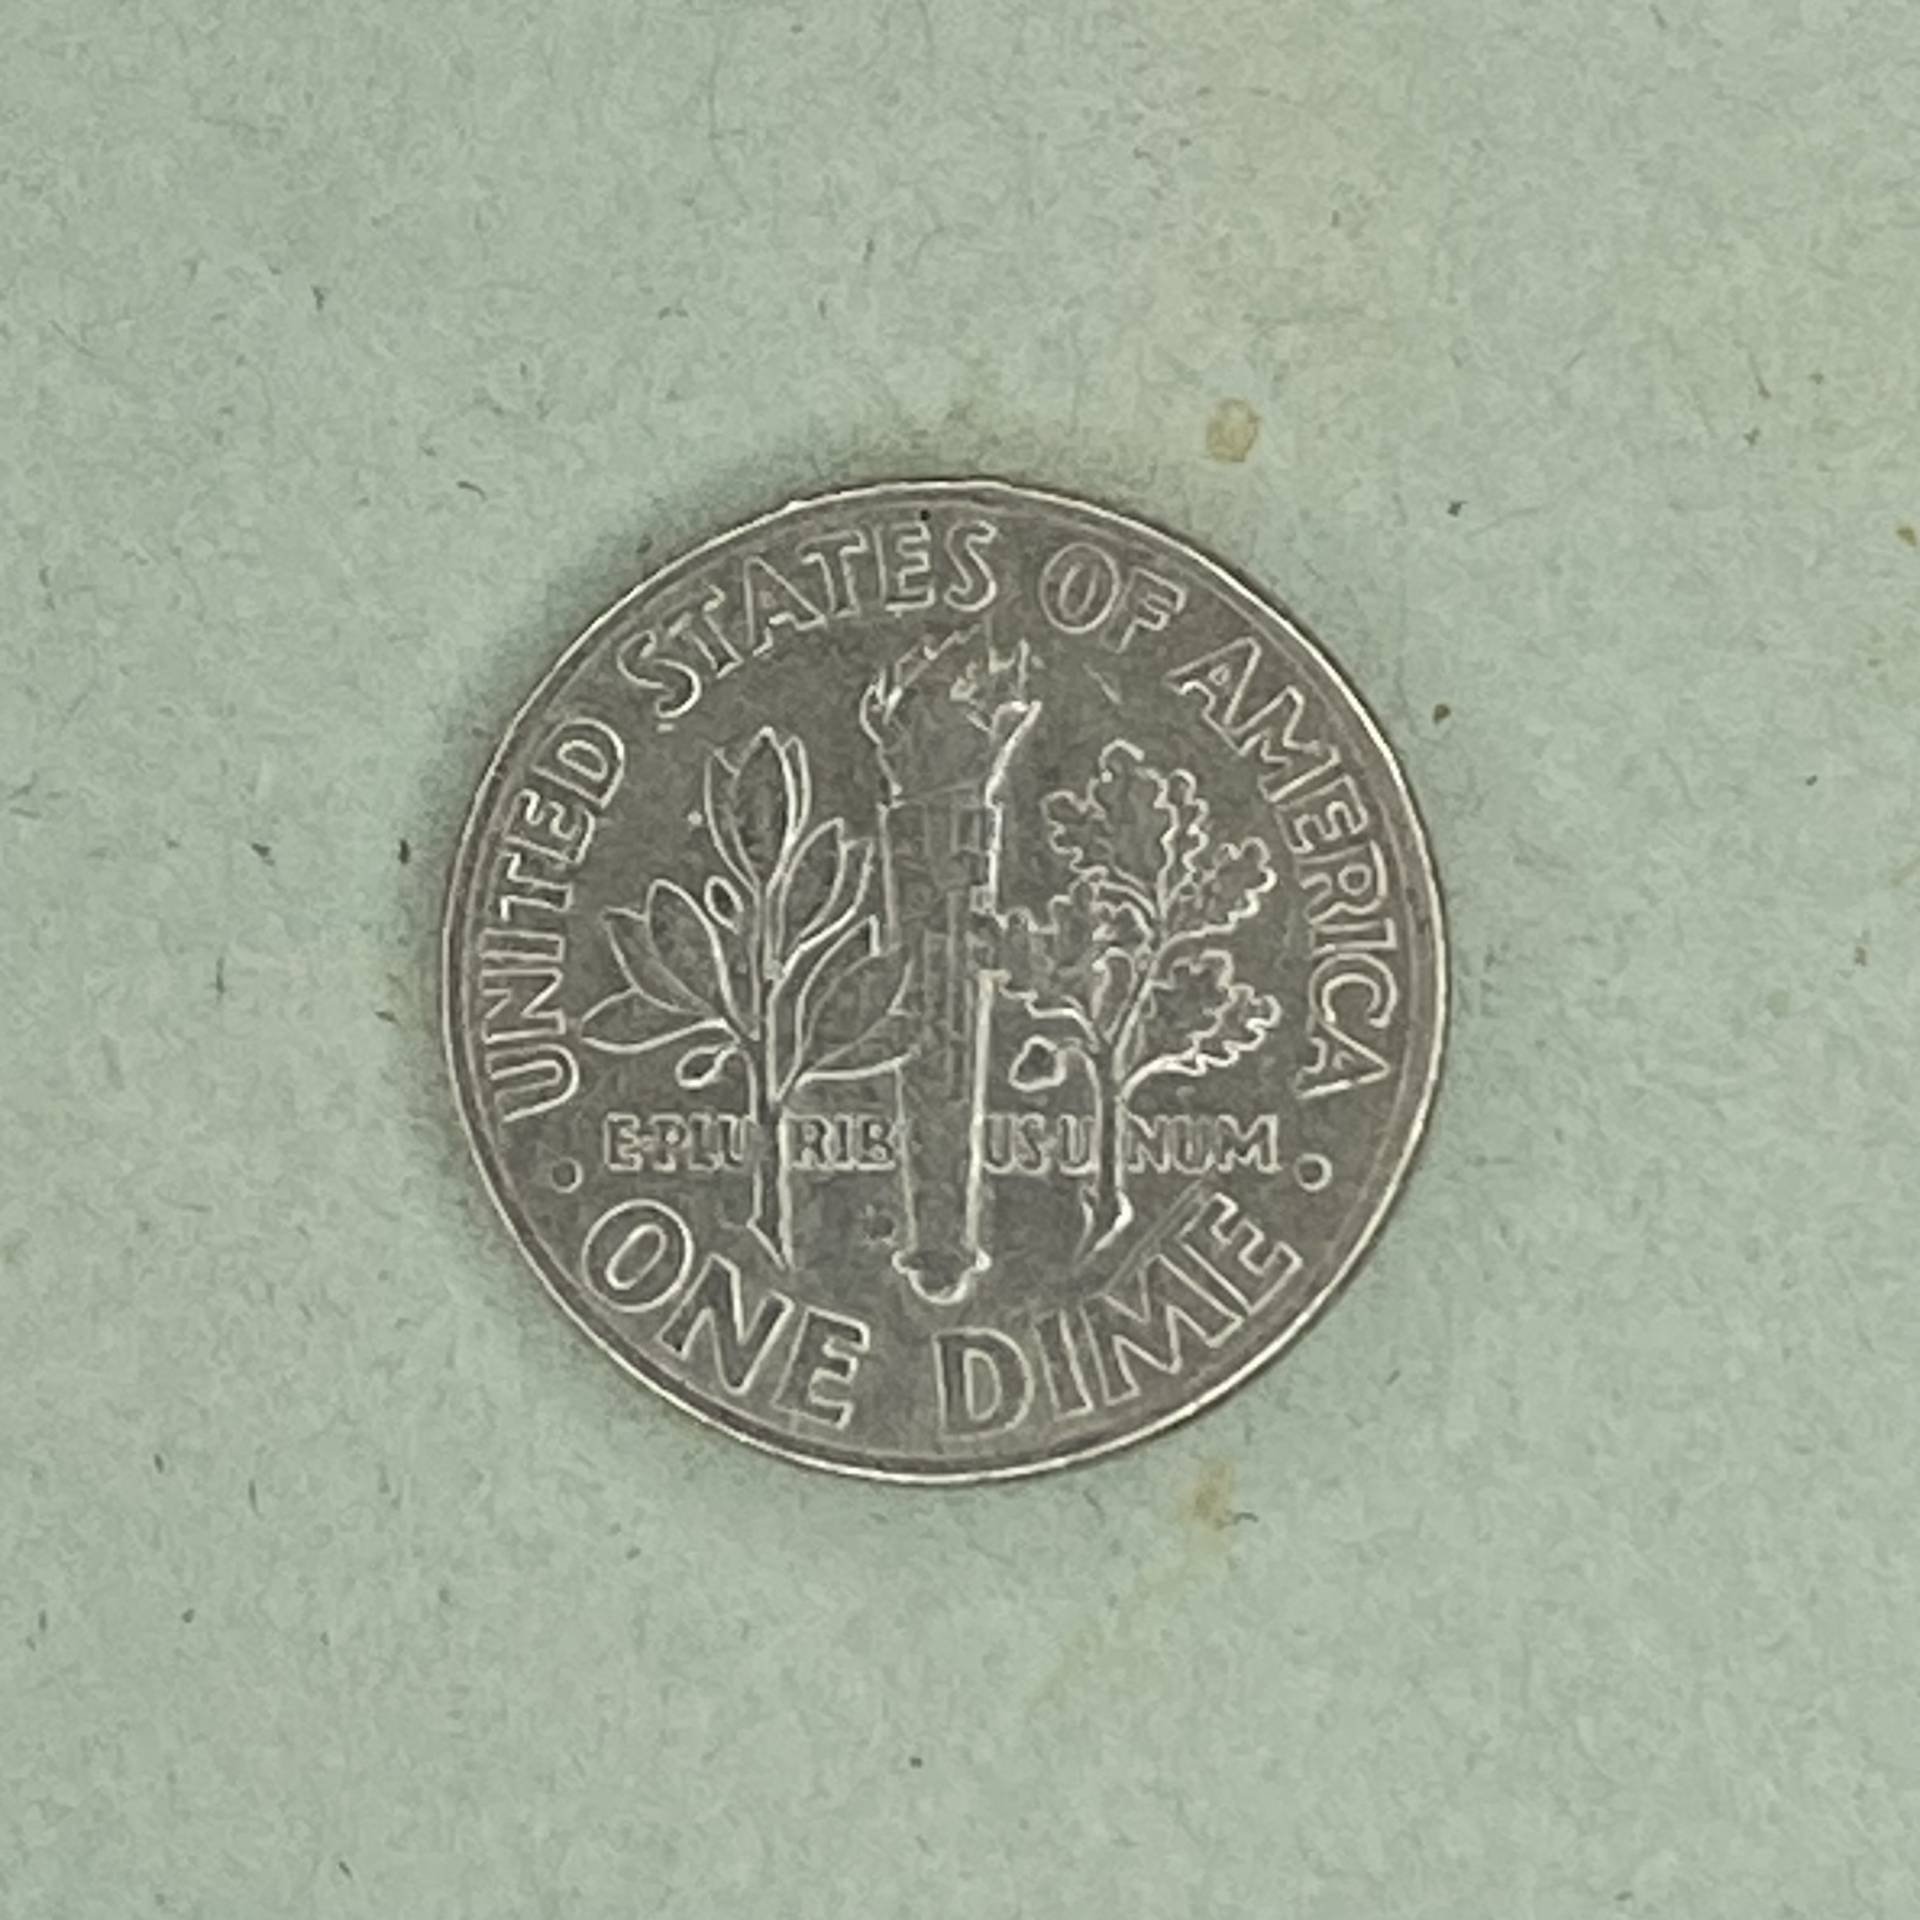 UNITED STATES OF AMERICA
E·PLURIBUS·UNUM
· ONE DIME ·